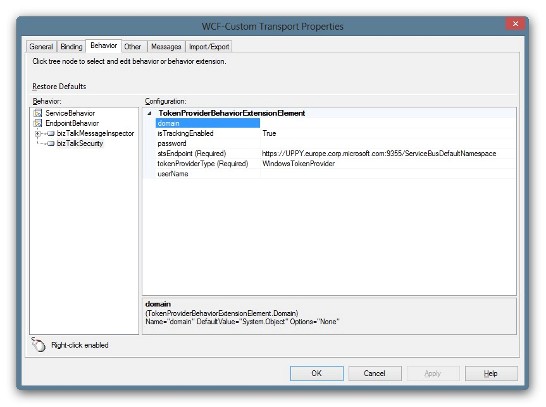 WCF-Custom Transport Properties
General Binding Behavior Other Messages Import/Export
Click tree node to select and edit behavior or behavior extension.
Restore Defaults
Behavior:
ServiceBehavior
EndpointBehavior
bizTalkMessageInspector
bizTalkSecurity
Configuration:
TokenProviderBehaviorExtensionElement
domain
isTrackingEnabled True
password
stsEndpoint (Required) https://UPPY.europe.corp.microsoft.com:9355/ServiceBusDefaultNamespace
tokenProviderType (Required) WindowsTokenProvider
userName
domain
(TokenProviderBehaviorExtensionElement.Domain)
Name="domain" DefaultValue="System.Object" Options="None"
Right-click enabled
OK Cancel Apply Help